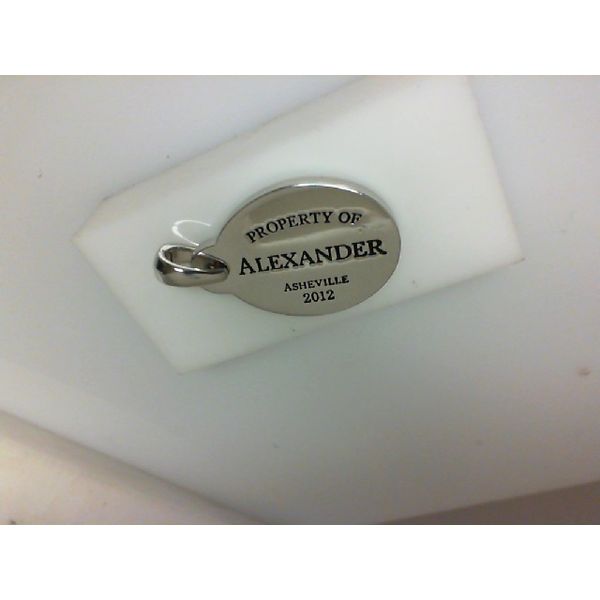 PROPERTY OF
ALEXANDER
ASHEVILLE
2012